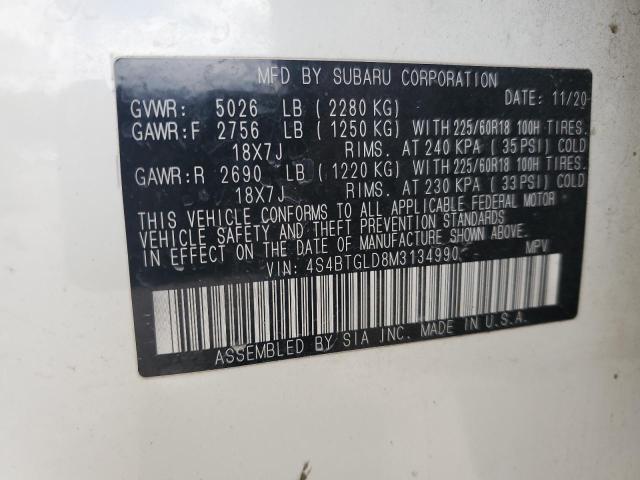 MFD BY SUBARU CORPORATION
DATE: 11/20
GVWR: 5026 LB ( 2280 KG)
GAWR:F 2756 LB ( 1250 KG) WITH 225/60R18 100H TIRES.
18X7J RIMS. AT 240 KPA ( 35 PSI) COLD
GAWR:R 2690 LB ( 1220 KG) WITH 225/60R18 100H TIRES.
18X7J RIMS. AT 230 KPA ( 33 PSI) COLD
THIS VEHICLE CONFORMS TO ALL APPLICABLE FEDERAL MOTOR
VEHICLE SAFETY AND THEFT PREVENTION STANDARDS
IN EFFECT ON THE DATE OF MANUFACTURE SHOWN ABOVE.
VIN: 4S4BTGLD8M3134990 MPV
ASSEMBLED BY SIA INC. MADE IN U.S.A.